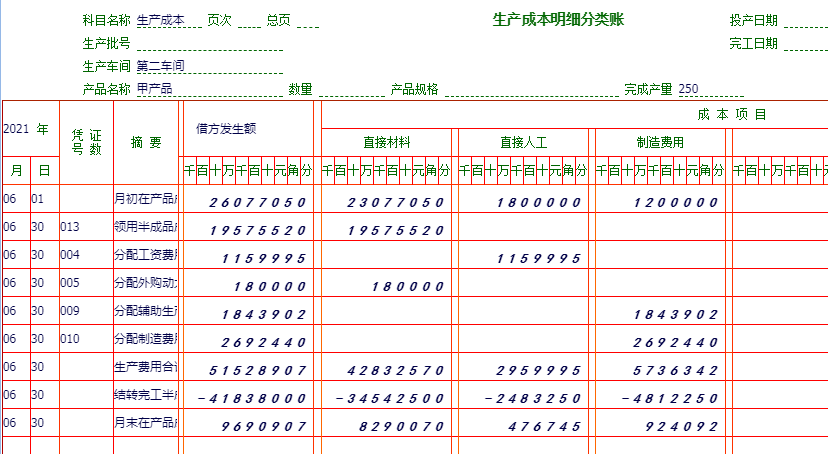 科目名称 生产成本 页次 总页 生产成本明细分类账 投产日期
生产批号 完工日期
生产车间 第二车间
产品名称 甲产品 数量 产品规格 完成产量 250
2021 年 凭证号数 摘要 借方发生额 成本项目
直接材料 直接人工 制造费用
月 日 千百十万千百十元角分 千百十万千百十元角分 千百十万千百十元角分 千百十万千百十元角分 千百十万千百十元
06 01 月初在产品 26077050 23077050 1800000 1200000
06 30 013 领用半成品 19575520 19575520
06 30 004 分配工资费 1159995 1159995
06 30 005 分配外购动 180000 180000
06 30 009 分配辅助生 1843902 1843902
06 30 010 分配制造费 2692440 2692440
06 30 生产费用合 51528907 42832570 2959995 5736342
06 30 结转完工半 -41838000 -34542500 -2483250 -4812250
06 30 月末在产品 9690907 8290070 476745 924092